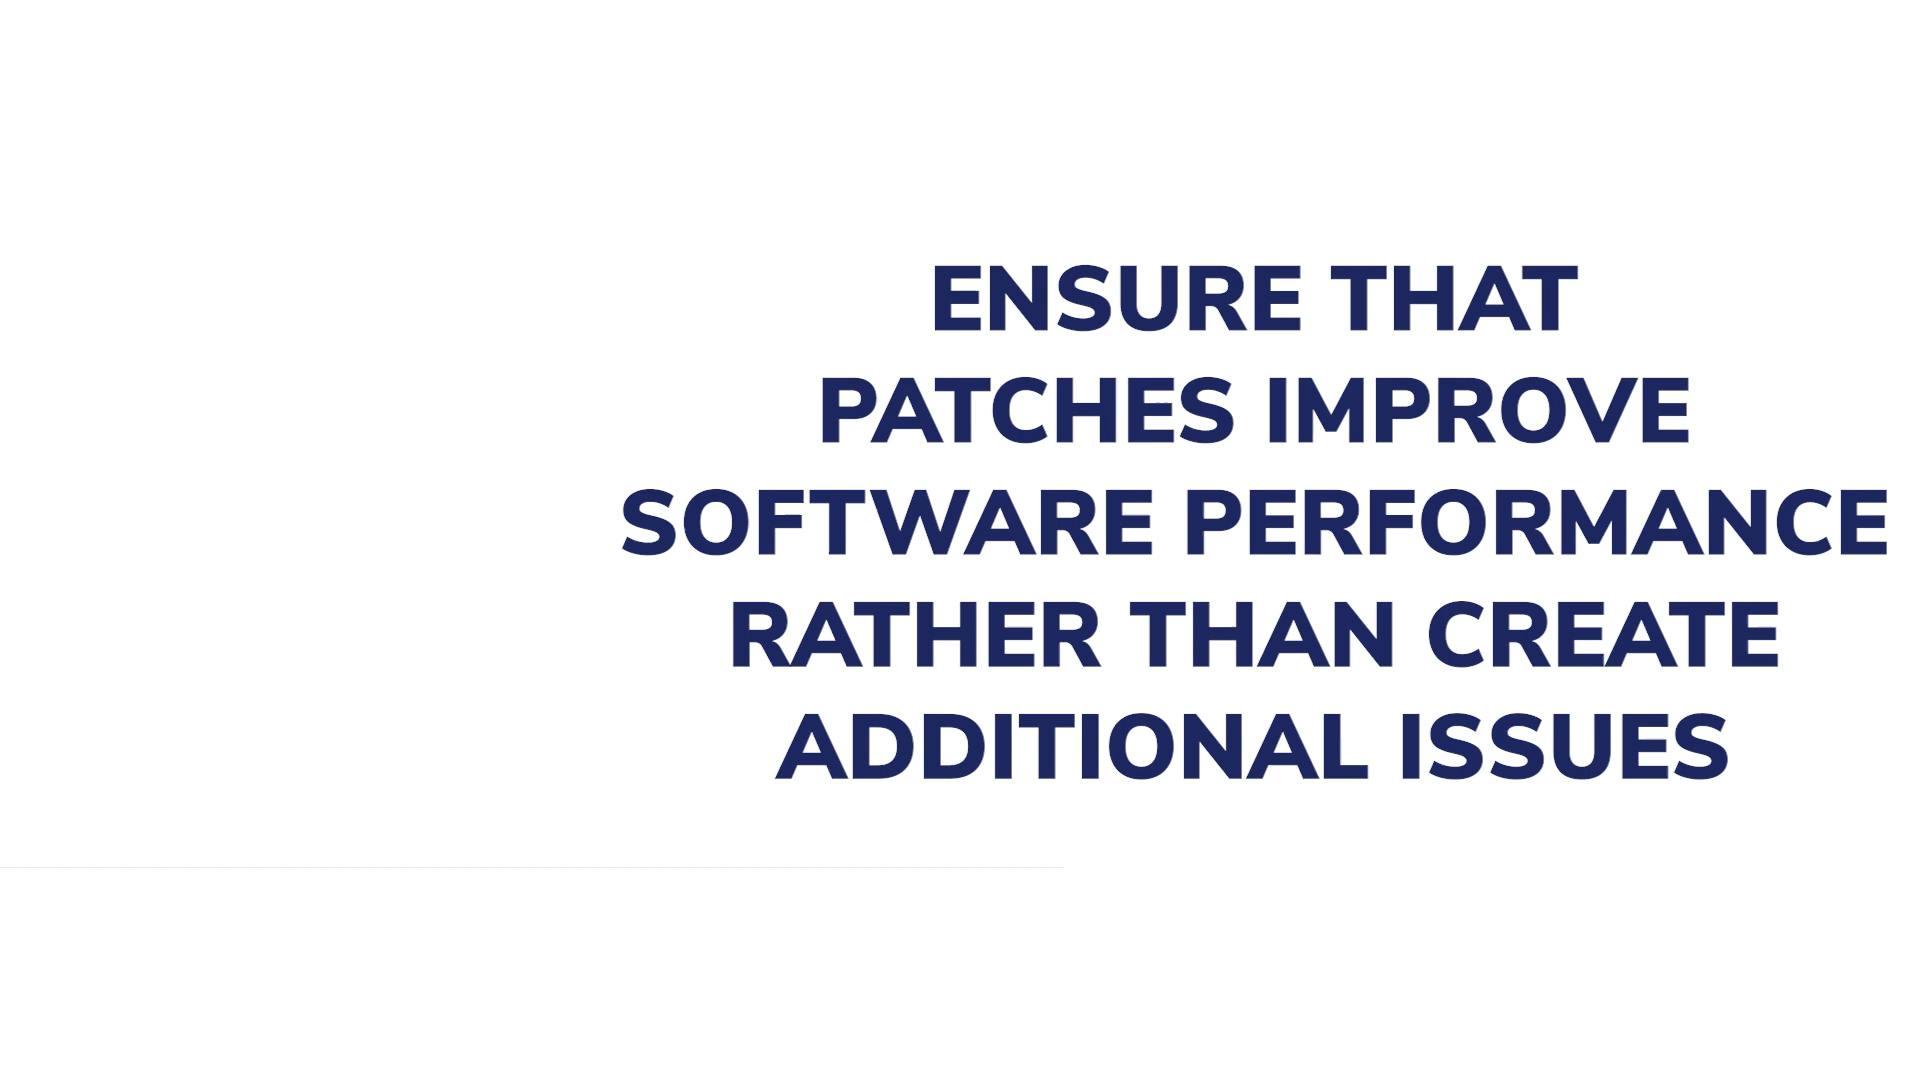 ENSURE THAT
PATCHES IMPROVE
SOFTWARE PERFORMANCE
RATHER THAN CREATE
ADDITIONAL ISSUES